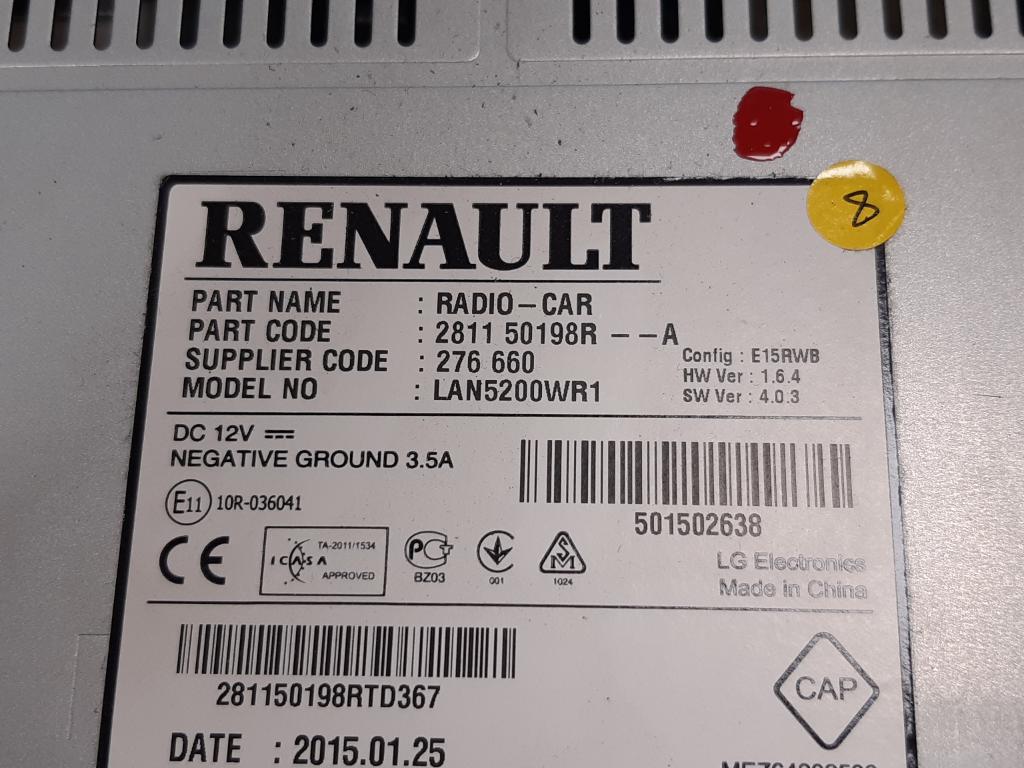 8
RENAULT
PART NAME : RADIO-CAR
PART CODE : 2811 50198R --A
SUPPLIER CODE : 276 660
MODEL NO : LAN5200WR1
Config : E15RWB
HW Ver : 1.6.4
SW Ver : 4.0.3
DC 12V
NEGATIVE GROUND 3.5A
E11 10R-036041
501502638
CE
ICASA
TA-2011/1534
APPROVED
PCT
BZ03
001
SM
1024
LG Electronics
Made in China
281150198RTD367
CAP
DATE : 2015.01.25